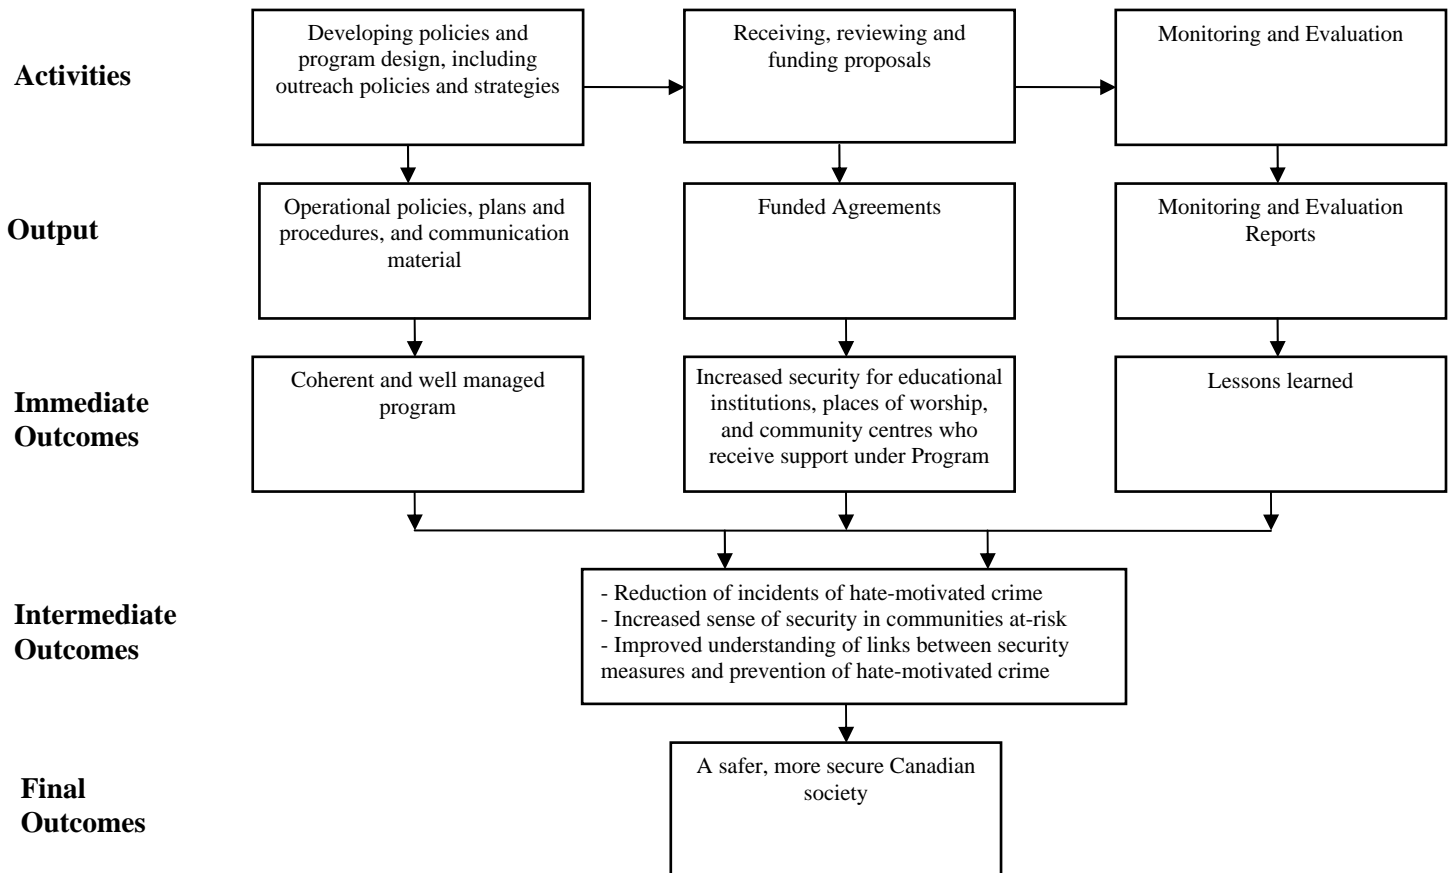 Activities
Developing policies and
program design, including
outreach policies and strategies
Receiving, reviewing and
funding proposals
Monitoring and Evaluation
Output
Operational policies, plans and
procedures, and communication
material
Funded Agreements
Monitoring and Evaluation
Reports
Immediate
Outcomes
Coherent and well managed
program
Increased security for educational
institutions, places of worship,
and community centres who
receive support under Program
Lessons learned
Intermediate
Outcomes
- Reduction of incidents of hate-motivated crime
- Increased sense of security in communities at-risk
- Improved understanding of links between security
measures and prevention of hate-motivated crime
Final
Outcomes
A safer, more secure Canadian
society